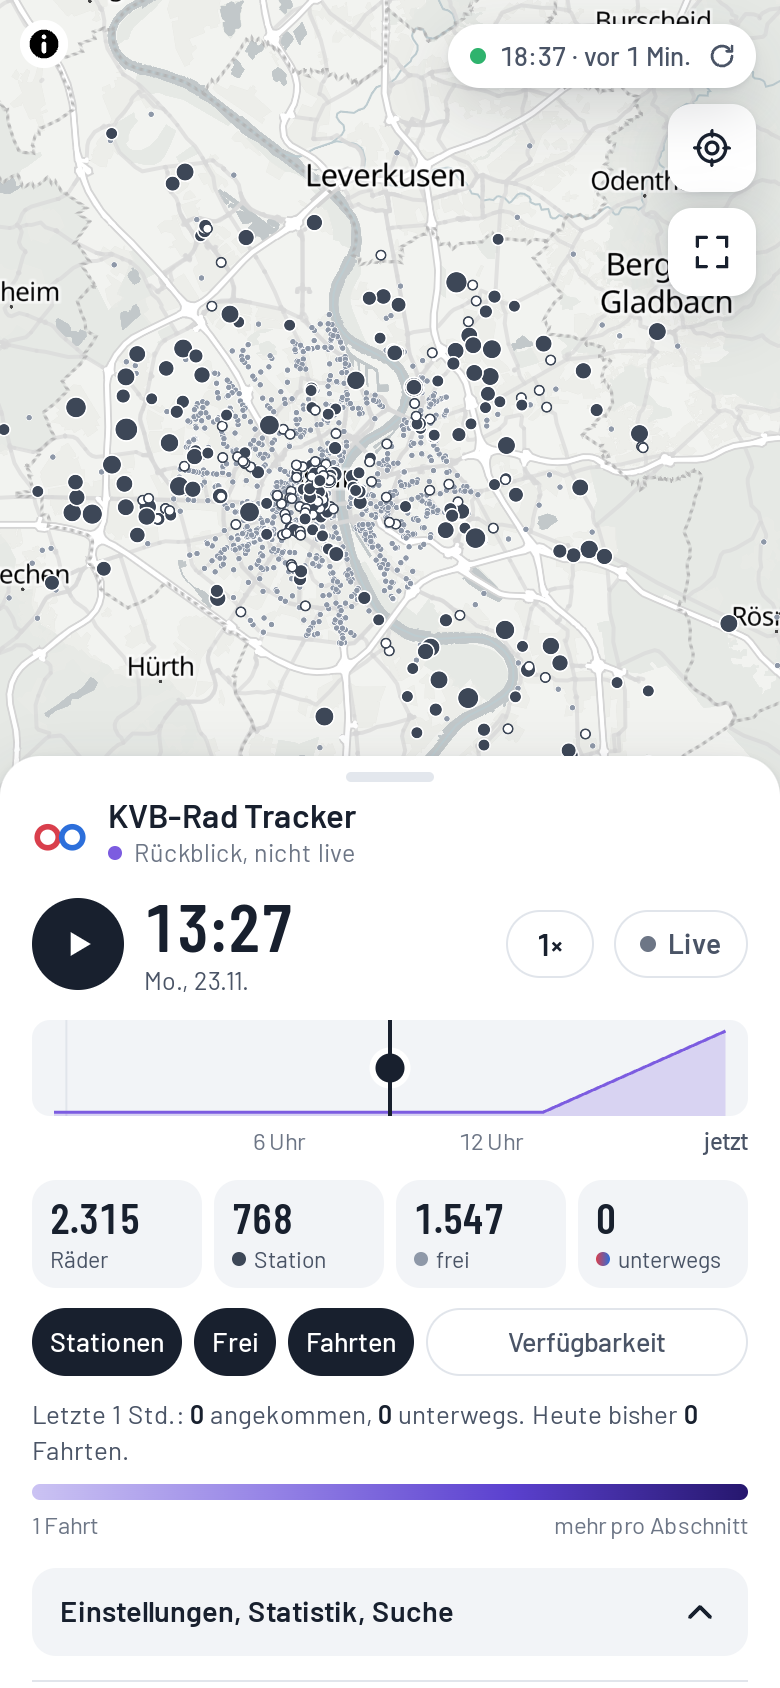 Burscheid
18:37 · vor 1 Min.
Leverkusen
Odenth
Berg
Gladbach
heim
echen
Rös
Hürth
KVB-Rad Tracker
Rückblick, nicht live
13:27
Mo., 23.11.
1×
Live
6 Uhr
12 Uhr
jetzt
2.315
Räder
768
Station
1.547
frei
0
unterwegs
Stationen
Frei
Fahrten
Verfügbarkeit
Letzte 1 Std.: 0 angekommen, 0 unterwegs. Heute bisher 0
Fahrten.
1 Fahrt
mehr pro Abschnitt
Einstellungen, Statistik, Suche